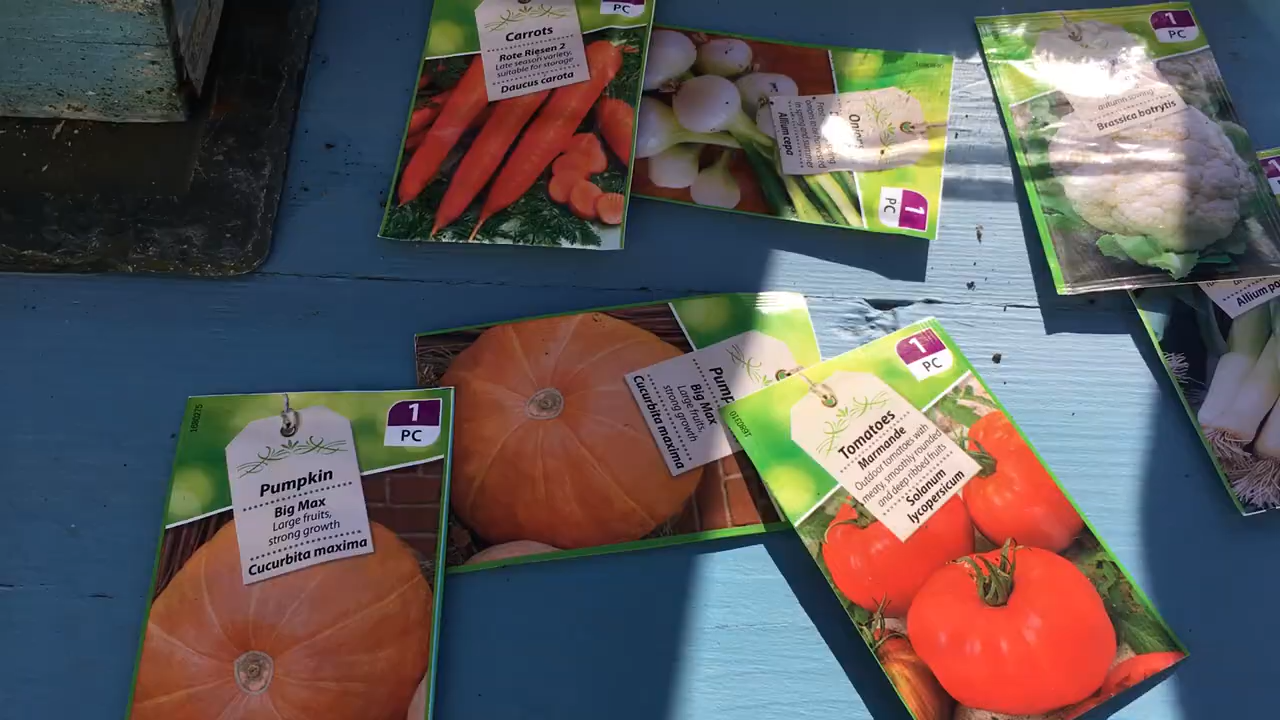 Carrots
Rote Riesen 2
Late season variety,
suitable for storage
Daucus carota
PC
Onion
Allium cepa
1
PC
1
PC
autumn loving
Brassica botrytis
Allium
Pumpkin
Big Max
Large fruits,
strong growth
Cucurbita maxima
1
PC
Big Max
Large fruits
strong growth
Cucurbita maxima
1
PC
Tomatoes
Marmande
Outdoor tomatoes with
meaty, smoothly rounded
and deep ribbed fruits
Solanum
lycopersicum